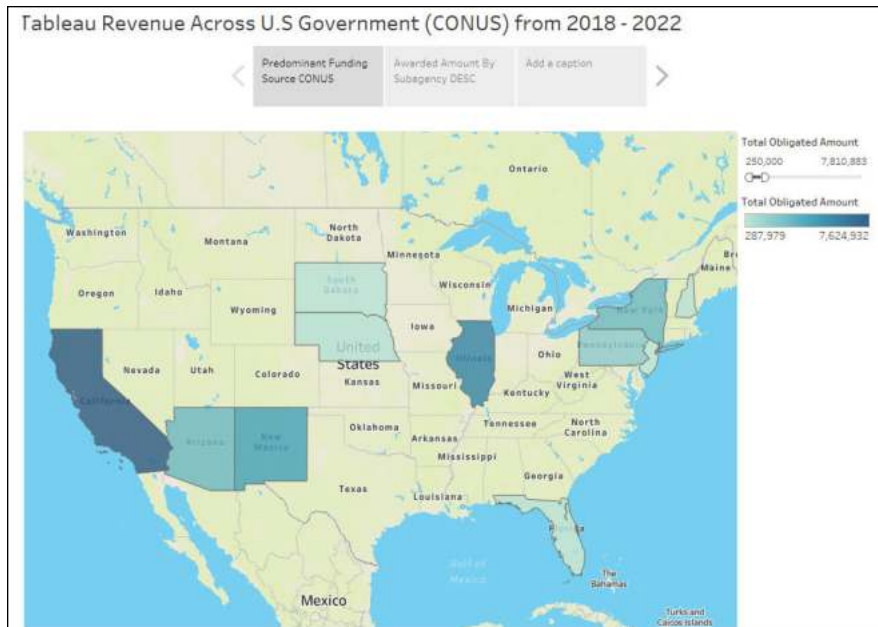 Tableau Revenue Across U.S Government (CONUS) from 2018 - 2022
Predominant Funding
Source CONUS
Awarded Amount By
Subagency DESC
Add a caption
Total Obligated Amount
250,000 7,810,883
Total Obligated Amount
287,979 7,624,932
Ontario
Washington
Montana
North
Dakota
Minnesota
Maine
Oregon
Idaho
South
Dakota
Wisconsin
Michigan
New York
Wyoming
Iowa
Pennsylvania
Nevada
Utah
Colorado
United
States
Kansas
Illinois
Ohio
Missouri
West
Virginia
Kentucky
California
Arizona
New
Mexico
Oklahoma
Arkansas
Tennessee
North
Carolina
Mississippi
Texas
Louisiana
Georgia
Florida
Gulf of
Mexico
The
Bahamas
Mexico
Turks and
Caicos Islands